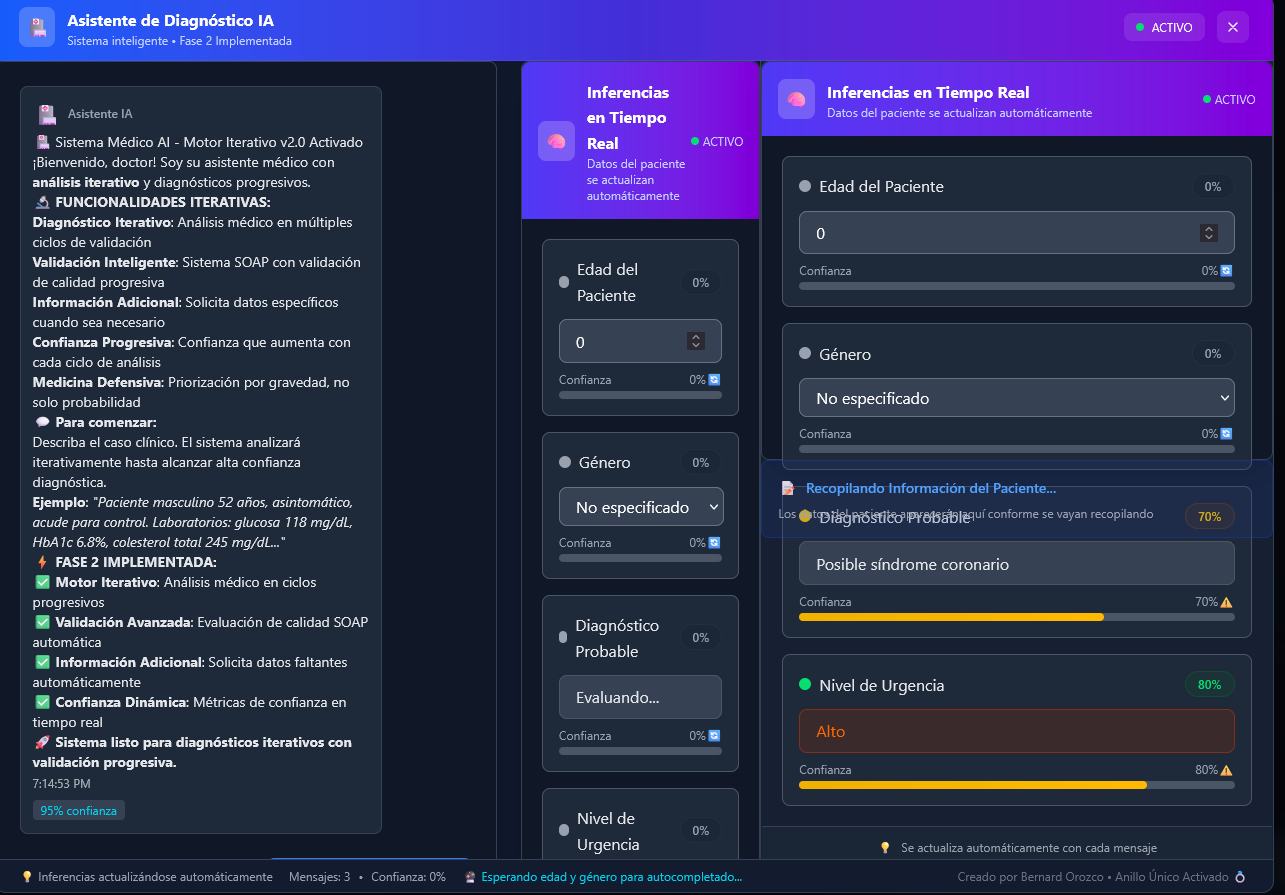 Asistente de Diagnóstico IA
Sistema inteligente • Fase 2 Implementada
ACTIVO
Asistente IA
Sistema Médico AI - Motor Iterativo v2.0 Activado
¡Bienvenido, doctor! Soy su asistente médico con
análisis iterativo y diagnósticos progresivos.
FUNCIONALIDADES ITERATIVAS:
Diagnóstico Iterativo: Análisis médico en múltiples
ciclos de validación
Validación Inteligente: Sistema SOAP con validación
de calidad progresiva
Información Adicional: Solicita datos específicos
cuando sea necesario
Confianza Progresiva: Confianza que aumenta con
cada ciclo de análisis
Medicina Defensiva: Priorización por gravedad, no
solo probabilidad
Para comenzar:
Describa el caso clínico. El sistema analizará
iterativamente hasta alcanzar alta confianza
diagnóstica.
Ejemplo: "Paciente masculino 52 años, asintomático,
acude para control. Laboratorios: glucosa 118 mg/dL,
HbA1c 6.8%, colesterol total 245 mg/dL..."
FASE 2 IMPLEMENTADA:
Motor Iterativo: Análisis médico en ciclos
progresivos
Validación Avanzada: Evaluación de calidad SOAP
automática
Información Adicional: Solicita datos faltantes
automáticamente
Confianza Dinámica: Métricas de confianza en
tiempo real
Sistema listo para diagnósticos iterativos con
validación progresiva.
7:14:53 PM
95% confianza
Inferencias
en Tiempo
Real
ACTIVO
Datos del paciente
se actualizan
automáticamente
Edad del
Paciente
0%
0
Confianza
0%
Género
0%
No especificado
Confianza
0%
Diagnóstico
Probable
0%
Evaluando...
Confianza
0%
Nivel de
Urgencia
0%
Inferencias en Tiempo Real
Datos del paciente se actualizan automáticamente
ACTIVO
Edad del Paciente
0%
0
Confianza
0%
Género
0%
No especificado
Confianza
0%
Recopilando Información del Paciente...
Los datos del paciente aparecerán aquí conforme se vayan recopilando
Diagnóstico Probable
70%
Posible síndrome coronario
Confianza
70%
Nivel de Urgencia
80%
Alto
Confianza
80%
Se actualiza automáticamente con cada mensaje
Inferencias actualizándose automáticamente
Mensajes: 3 • Confianza: 0%
Esperando edad y género para autocompletado...
Creado por Bernard Orozco • Anillo Único Activado